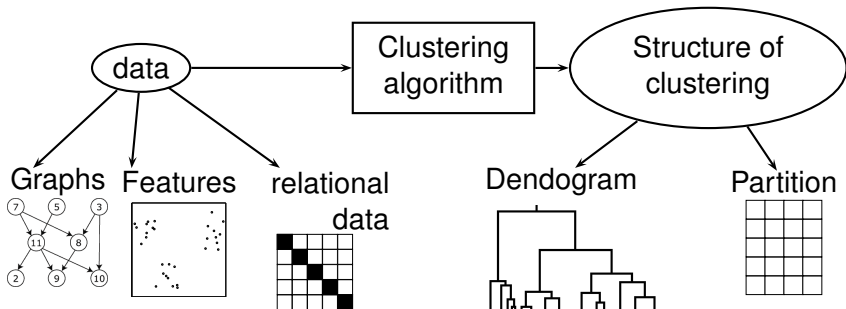 data
Clustering
algorithm
Structure of
clustering
Graphs
Features
relational
data
Dendogram
Partition
7 5 3
11 8
2 9 10